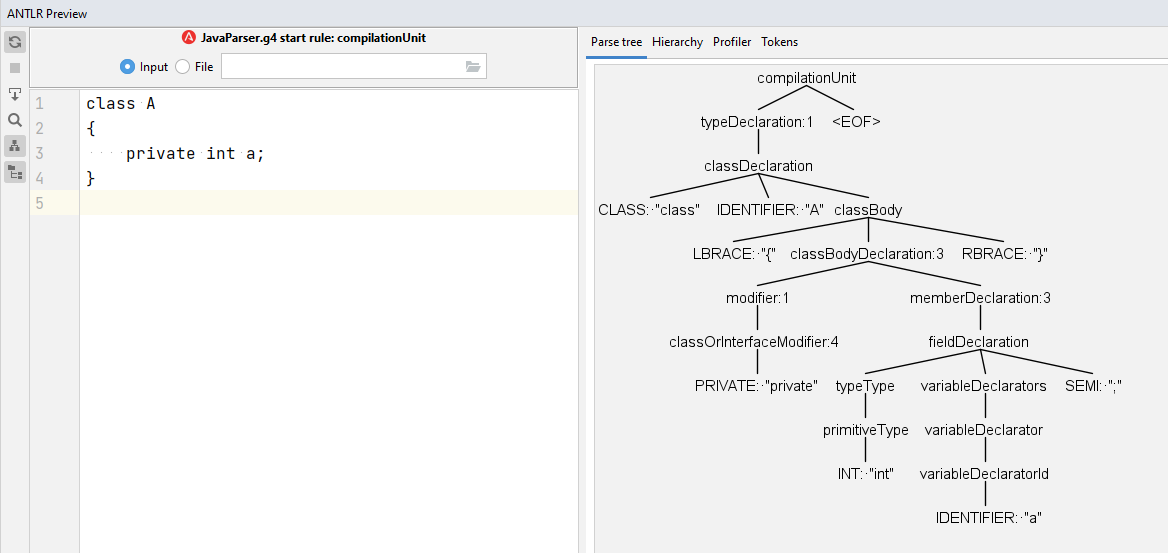 ANTLR Preview
JavaParser.g4 start rule: compilationUnit
Input File
1 class A
2 {
3 private int a;
4 }
5
Parse tree Hierarchy Profiler Tokens
compilationUnit
typeDeclaration:1 <EOF>
classDeclaration
CLASS:·"class" IDENTIFIER:·"A" classBody
LBRACE:·"{" classBodyDeclaration:3 RBRACE:·"}"
modifier:1 memberDeclaration:3
classOrInterfaceModifier:4 fieldDeclaration
PRIVATE:·"private" typeType variableDeclarators SEMI:·";"
primitiveType variableDeclarator
INT:·"int" variableDeclaratorId
IDENTIFIER:·"a"